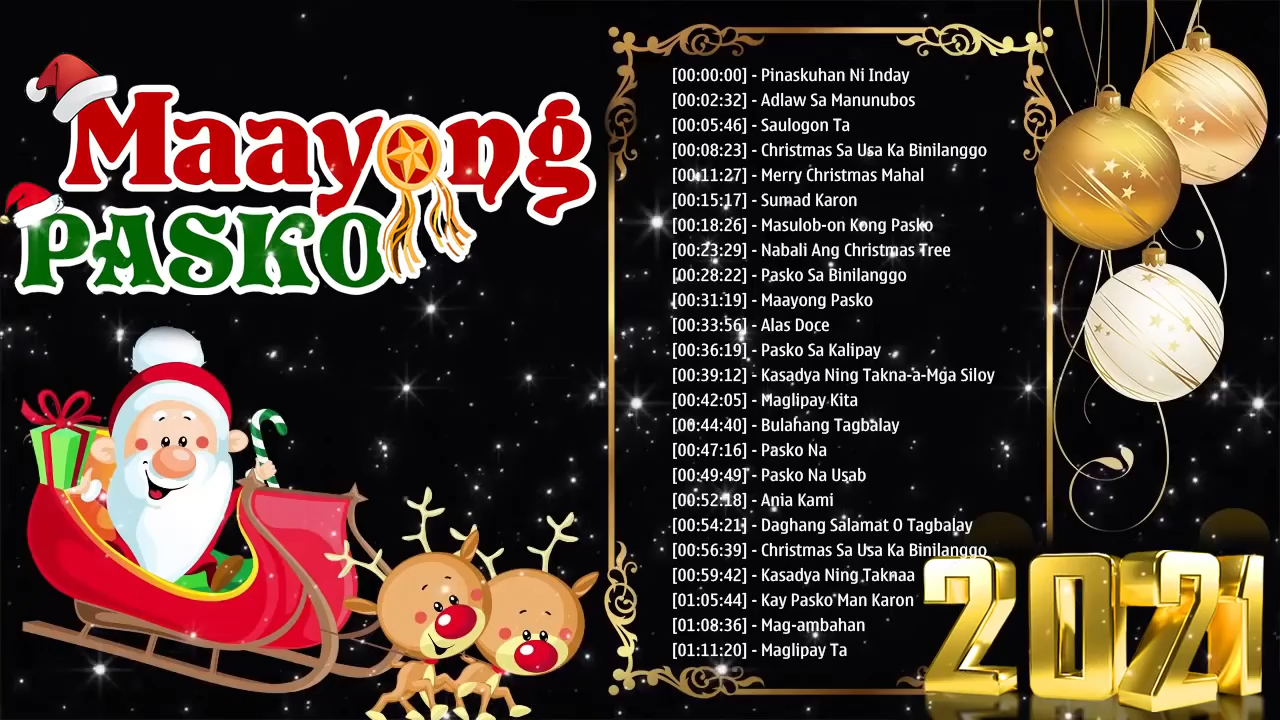 Maayong
PASKO
[00:00:00] - Pinaskuhan Ni Inday
[00:02:32] - Adlaw Sa Manunubos
[00:05:46] - Saulogon Ta
[00:08:23] - Christmas Sa Usa Ka Binilanggo
[00:11:27] - Merry Christmas Mahal
[00:15:17] - Sumad Karon
[00:18:26] - Masulob-on Kong Pasko
[00:23:29] - Nabali Ang Christmas Tree
[00:28:22] - Pasko Sa Binilanggo
[00:31:19] - Maayong Pasko
[00:33:56] - Alas Doce
[00:36:19] - Pasko Sa Kalipay
[00:39:12] - Kasadya Ning Takna-a-Mga Siloy
[00:42:05] - Maglipay Kita
[00:44:40] - Bulahang Tagbalay
[00:47:16] - Pasko Na
[00:49:49] - Pasko Na Usab
[00:52:18] - Ania Kami
[00:54:21] - Daghang Salamat O Tagbalay
[00:56:39] - Christmas Sa Usa Ka Binilanggo
[00:59:42] - Kasadya Ning Taknaa
[01:05:44] - Kay Pasko Man Karon
[01:08:36] - Mag-ambahan
[01:11:20] - Maglipay Ta
2021